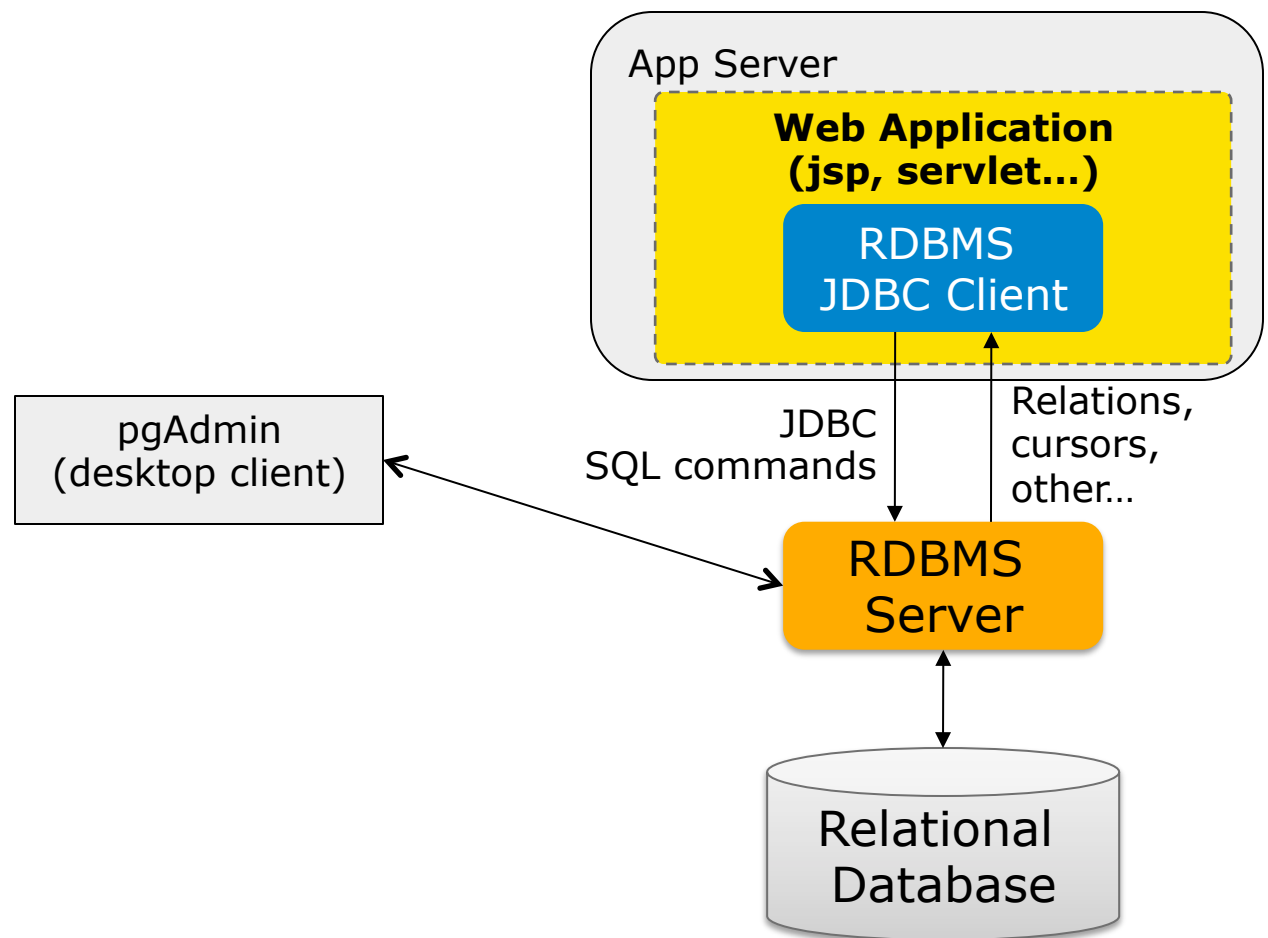 App Server
Web Application
(jsp, servlet…)
RDBMS
JDBC Client
pgAdmin
(desktop client)
JDBC
SQL commands
Relations,
cursors,
other…
RDBMS
Server
Relational
Database